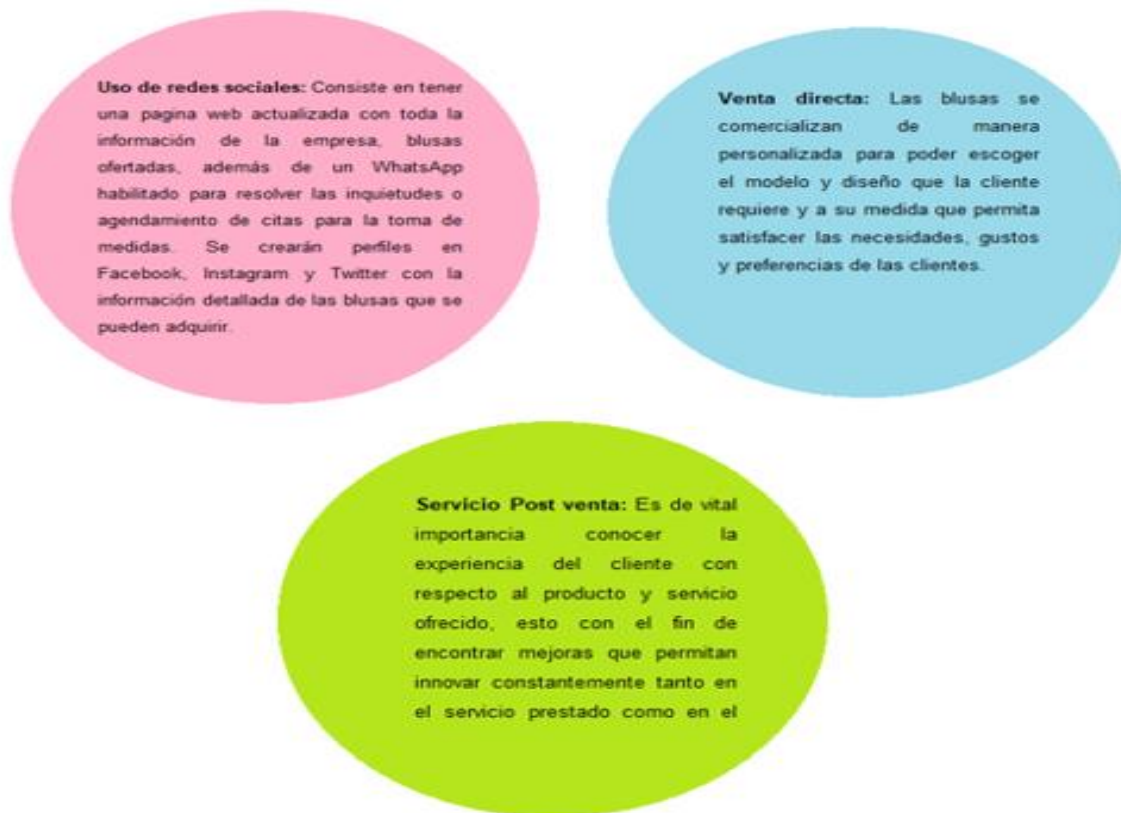 Uso de redes sociales: Consiste en tener
una pagina web actualizada con toda la
información de la empresa, blusas
ofertadas, además de un WhatsApp
habilitado para resolver las inquietudes o
agendamiento de citas para la toma de
medidas. Se crearán perfiles en
Facebook, Instagram y Twitter con la
información detallada de las blusas que se
pueden adquirir.
Venta directa: Las blusas se
comercializan de manera
personalizada para poder escoger
el modelo y diseño que la cliente
requiere y a su medida que permita
satisfacer las necesidades, gustos
y preferencias de las clientes.
Servicio Post venta: Es de vital
importancia conocer la
experiencia del cliente con
respecto al producto y servicio
ofrecido, esto con el fin de
encontrar mejoras que permitan
innovar constantemente tanto en
el servicio prestado como en el